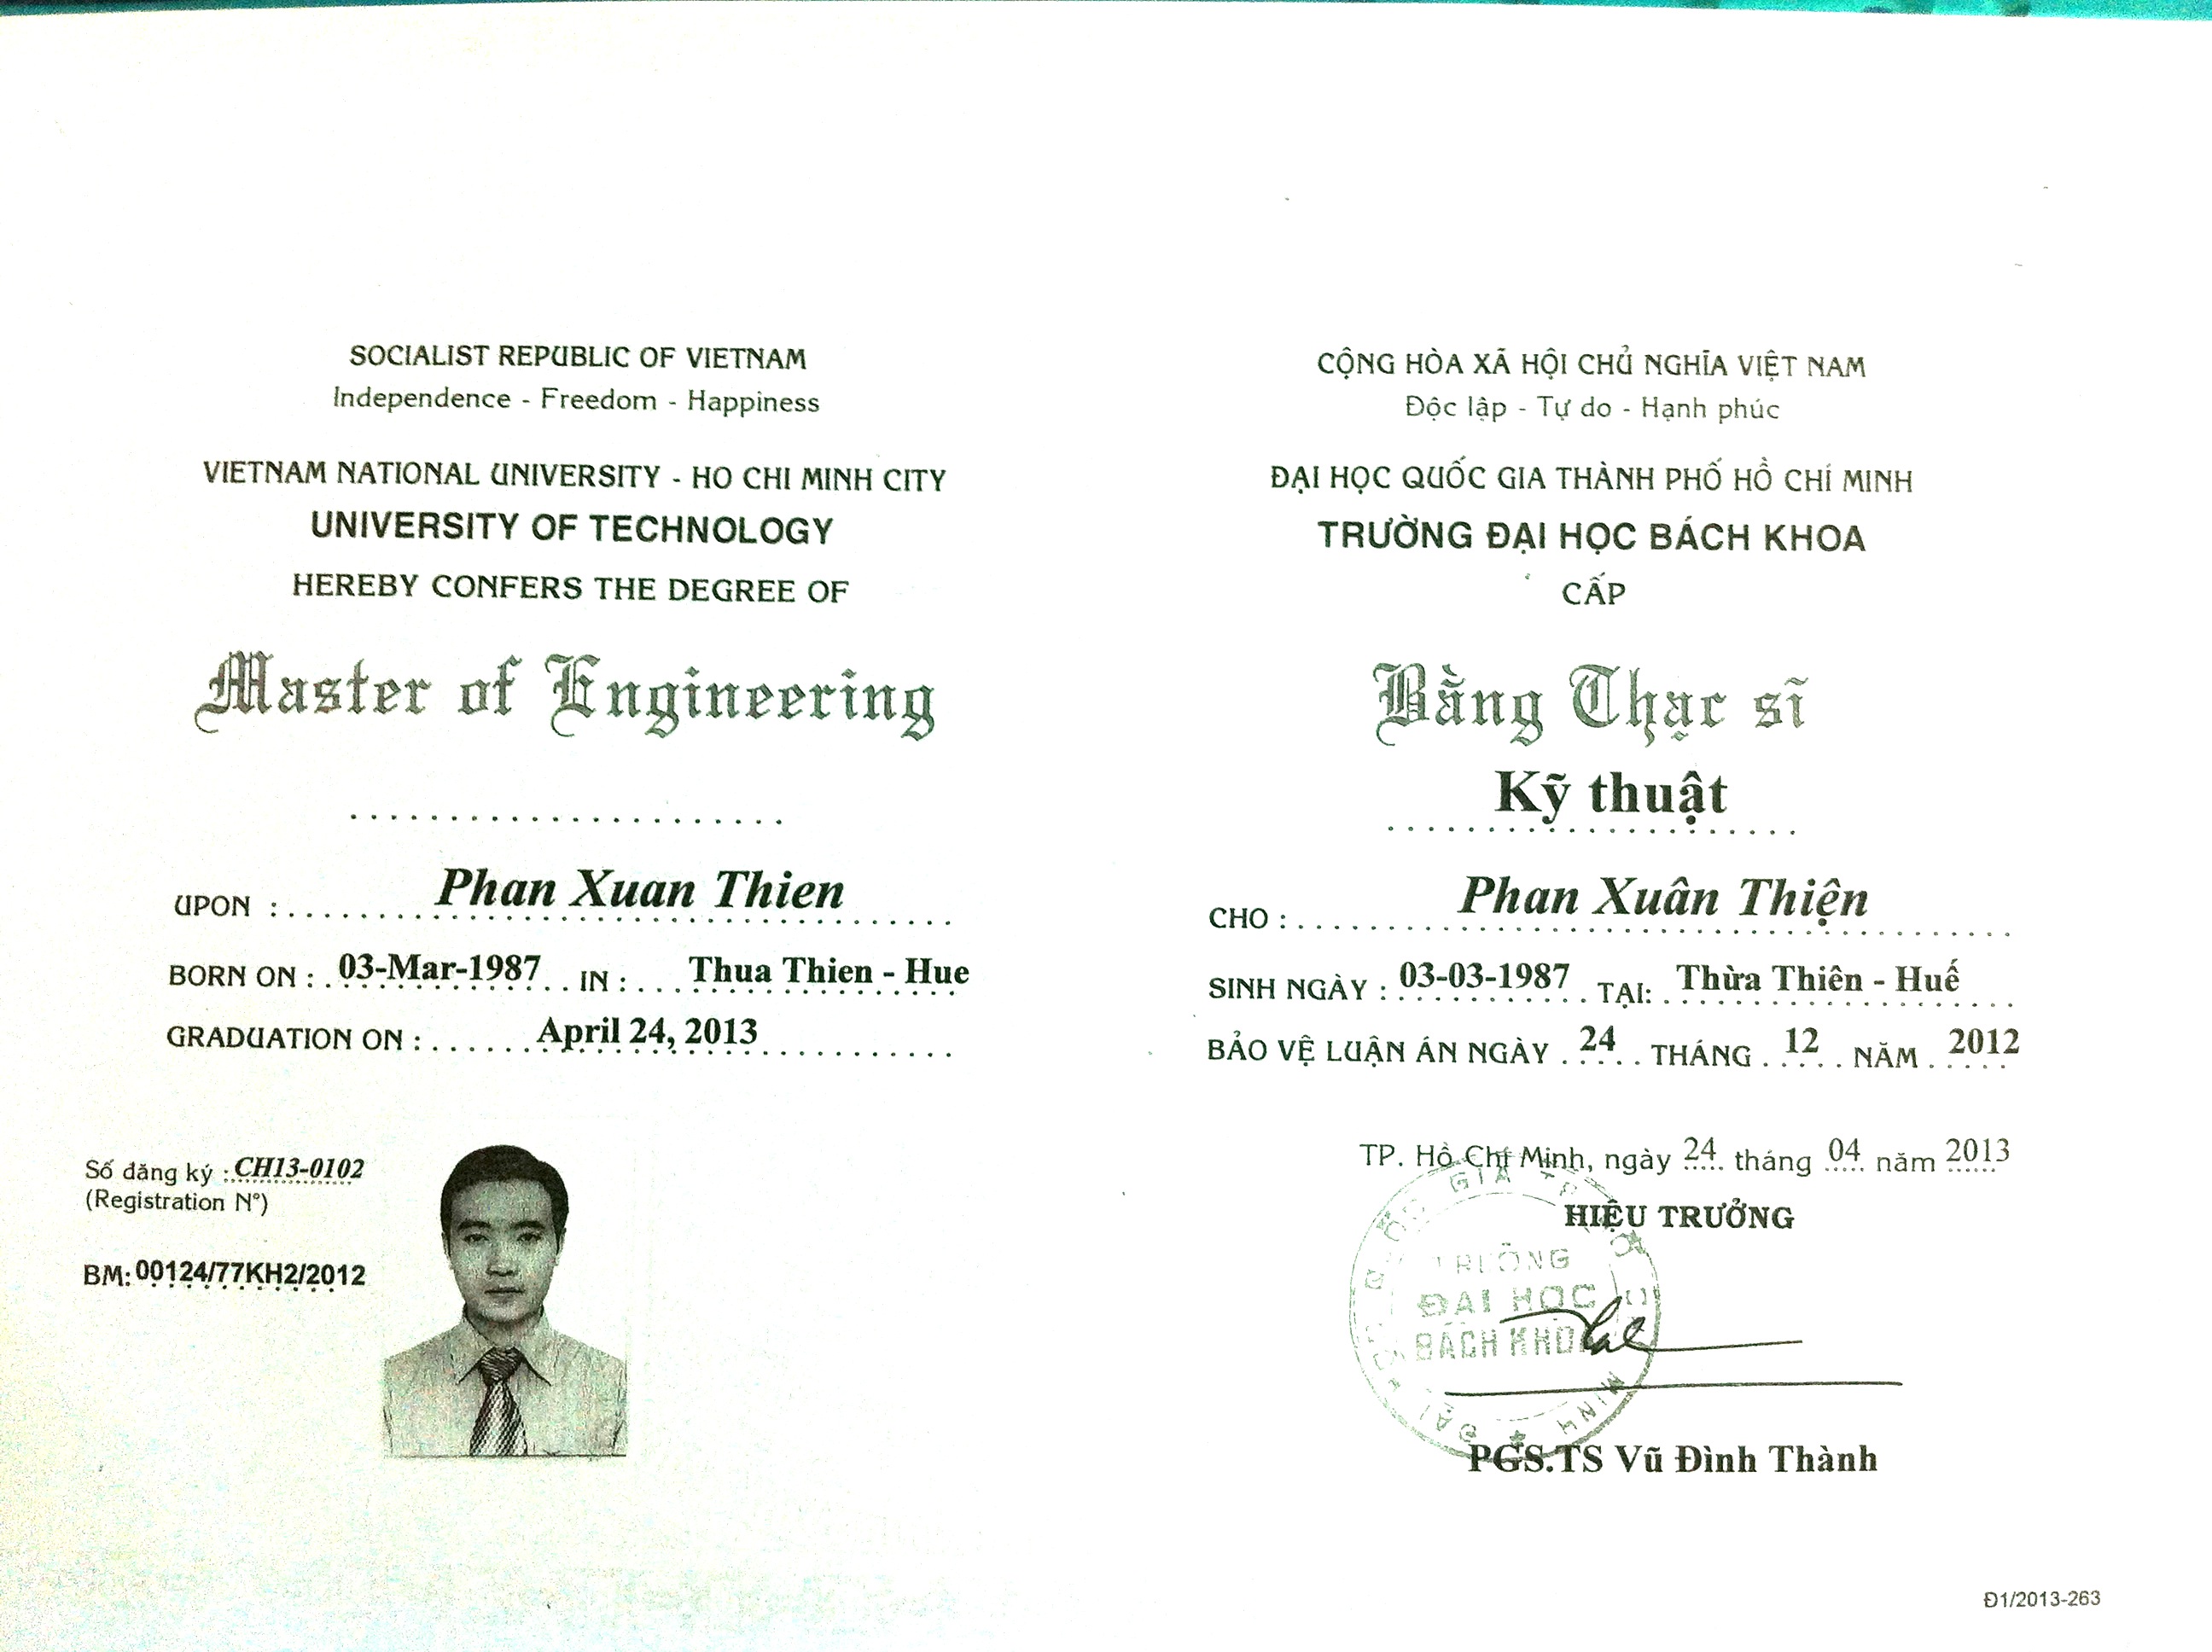 SOCIALIST REPUBLIC OF VIETNAM
Independence - Freedom - Happiness
VIETNAM NATIONAL UNIVERSITY - HO CHI MINH CITY
UNIVERSITY OF TECHNOLOGY
HEREBY CONFERS THE DEGREE OF
Master of Engineering
UPON : Phan Xuan Thien
BORN ON : 03-Mar-1987 IN : Thua Thien - Hue
GRADUATION ON : April 24, 2013
Số đăng ký : CH13-0102
(Registration N°)
BM: 00124/77KH2/2012
CỘNG HÒA XÃ HỘI CHỦ NGHĨA VIỆT NAM
Độc lập - Tự do - Hạnh phúc
ĐẠI HỌC QUỐC GIA THÀNH PHỐ HỒ CHÍ MINH
TRƯỜNG ĐẠI HỌC BÁCH KHOA
CẤP
Bằng Thạc sĩ
Kỹ thuật
CHO : Phan Xuân Thiện
SINH NGÀY : 03-03-1987 TẠI: Thừa Thiên - Huế
BẢO VỆ LUẬN ÁN NGÀY 24 THÁNG 12 NĂM 2012
TP. Hồ Chí Minh, ngày 24 tháng 04 năm 2013
HIỆU TRƯỞNG
TRƯỜNG
ĐẠI HỌC
BÁCH KHOA
PGS.TS Vũ Đình Thành
Đ1/2013-263